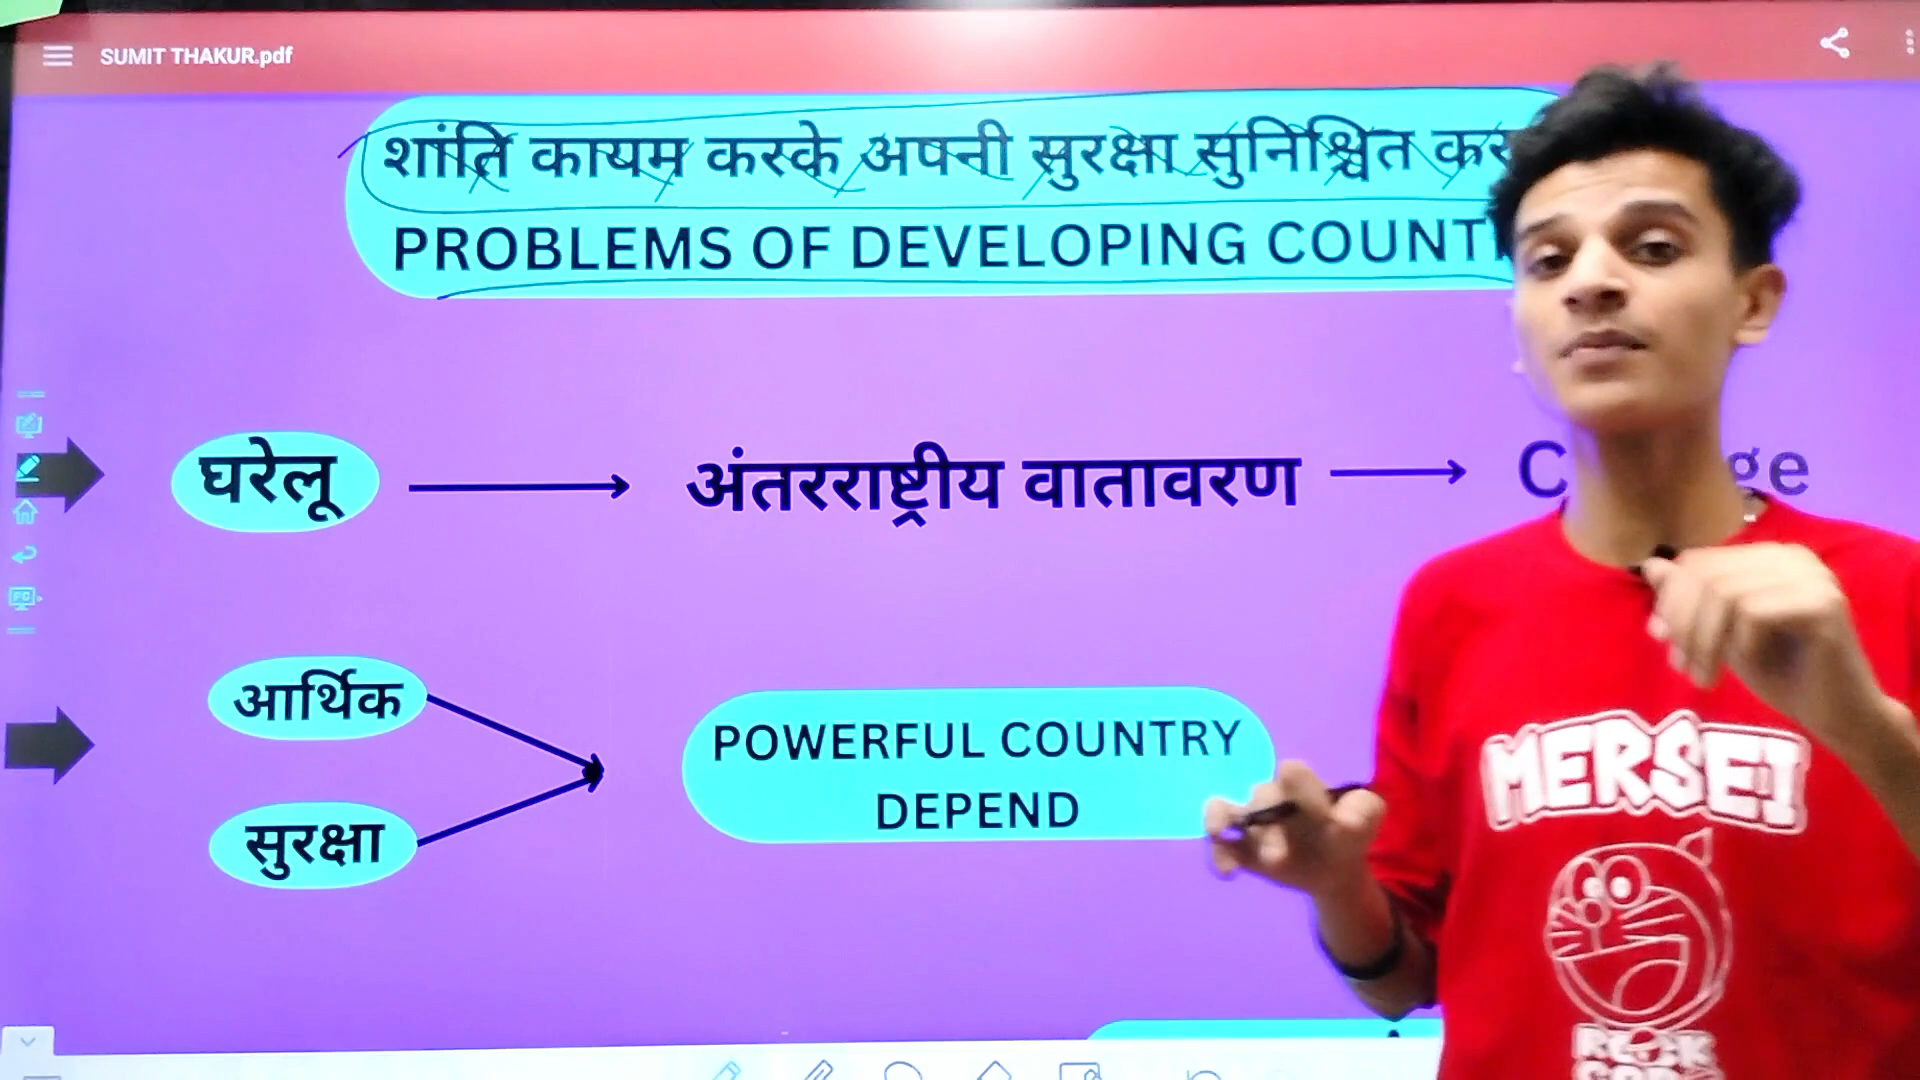 SUMIT THAKUR.pdf
शांति कायम करके अपनी सुरक्षा सुनिश्चित
PROBLEMS OF DEVELOPING
घरेलू
अंतरराष्ट्रीय वातावरण
आर्थिक
सुरक्षा
POWERFUL COUNTRY
DEPEND
MERSEI